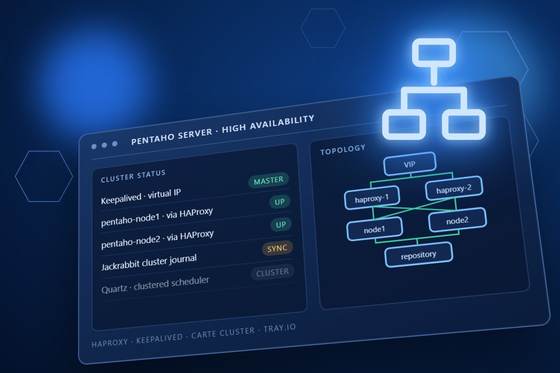 PENTAHO SERVER · HIGH AVAILABILITY
CLUSTER STATUS
Keepalived · virtual IP MASTER
pentaho-node1 · via HAProxy UP
pentaho-node2 · via HAProxy UP
Jackrabbit cluster journal SYNC
Quartz · clustered scheduler CLUSTER
TOPOLOGY
VIP
haproxy-1 haproxy-2
node1 node2
repository
HAPROXY · KEEPALIVED · CARTE CLUSTER · TRAY.IO